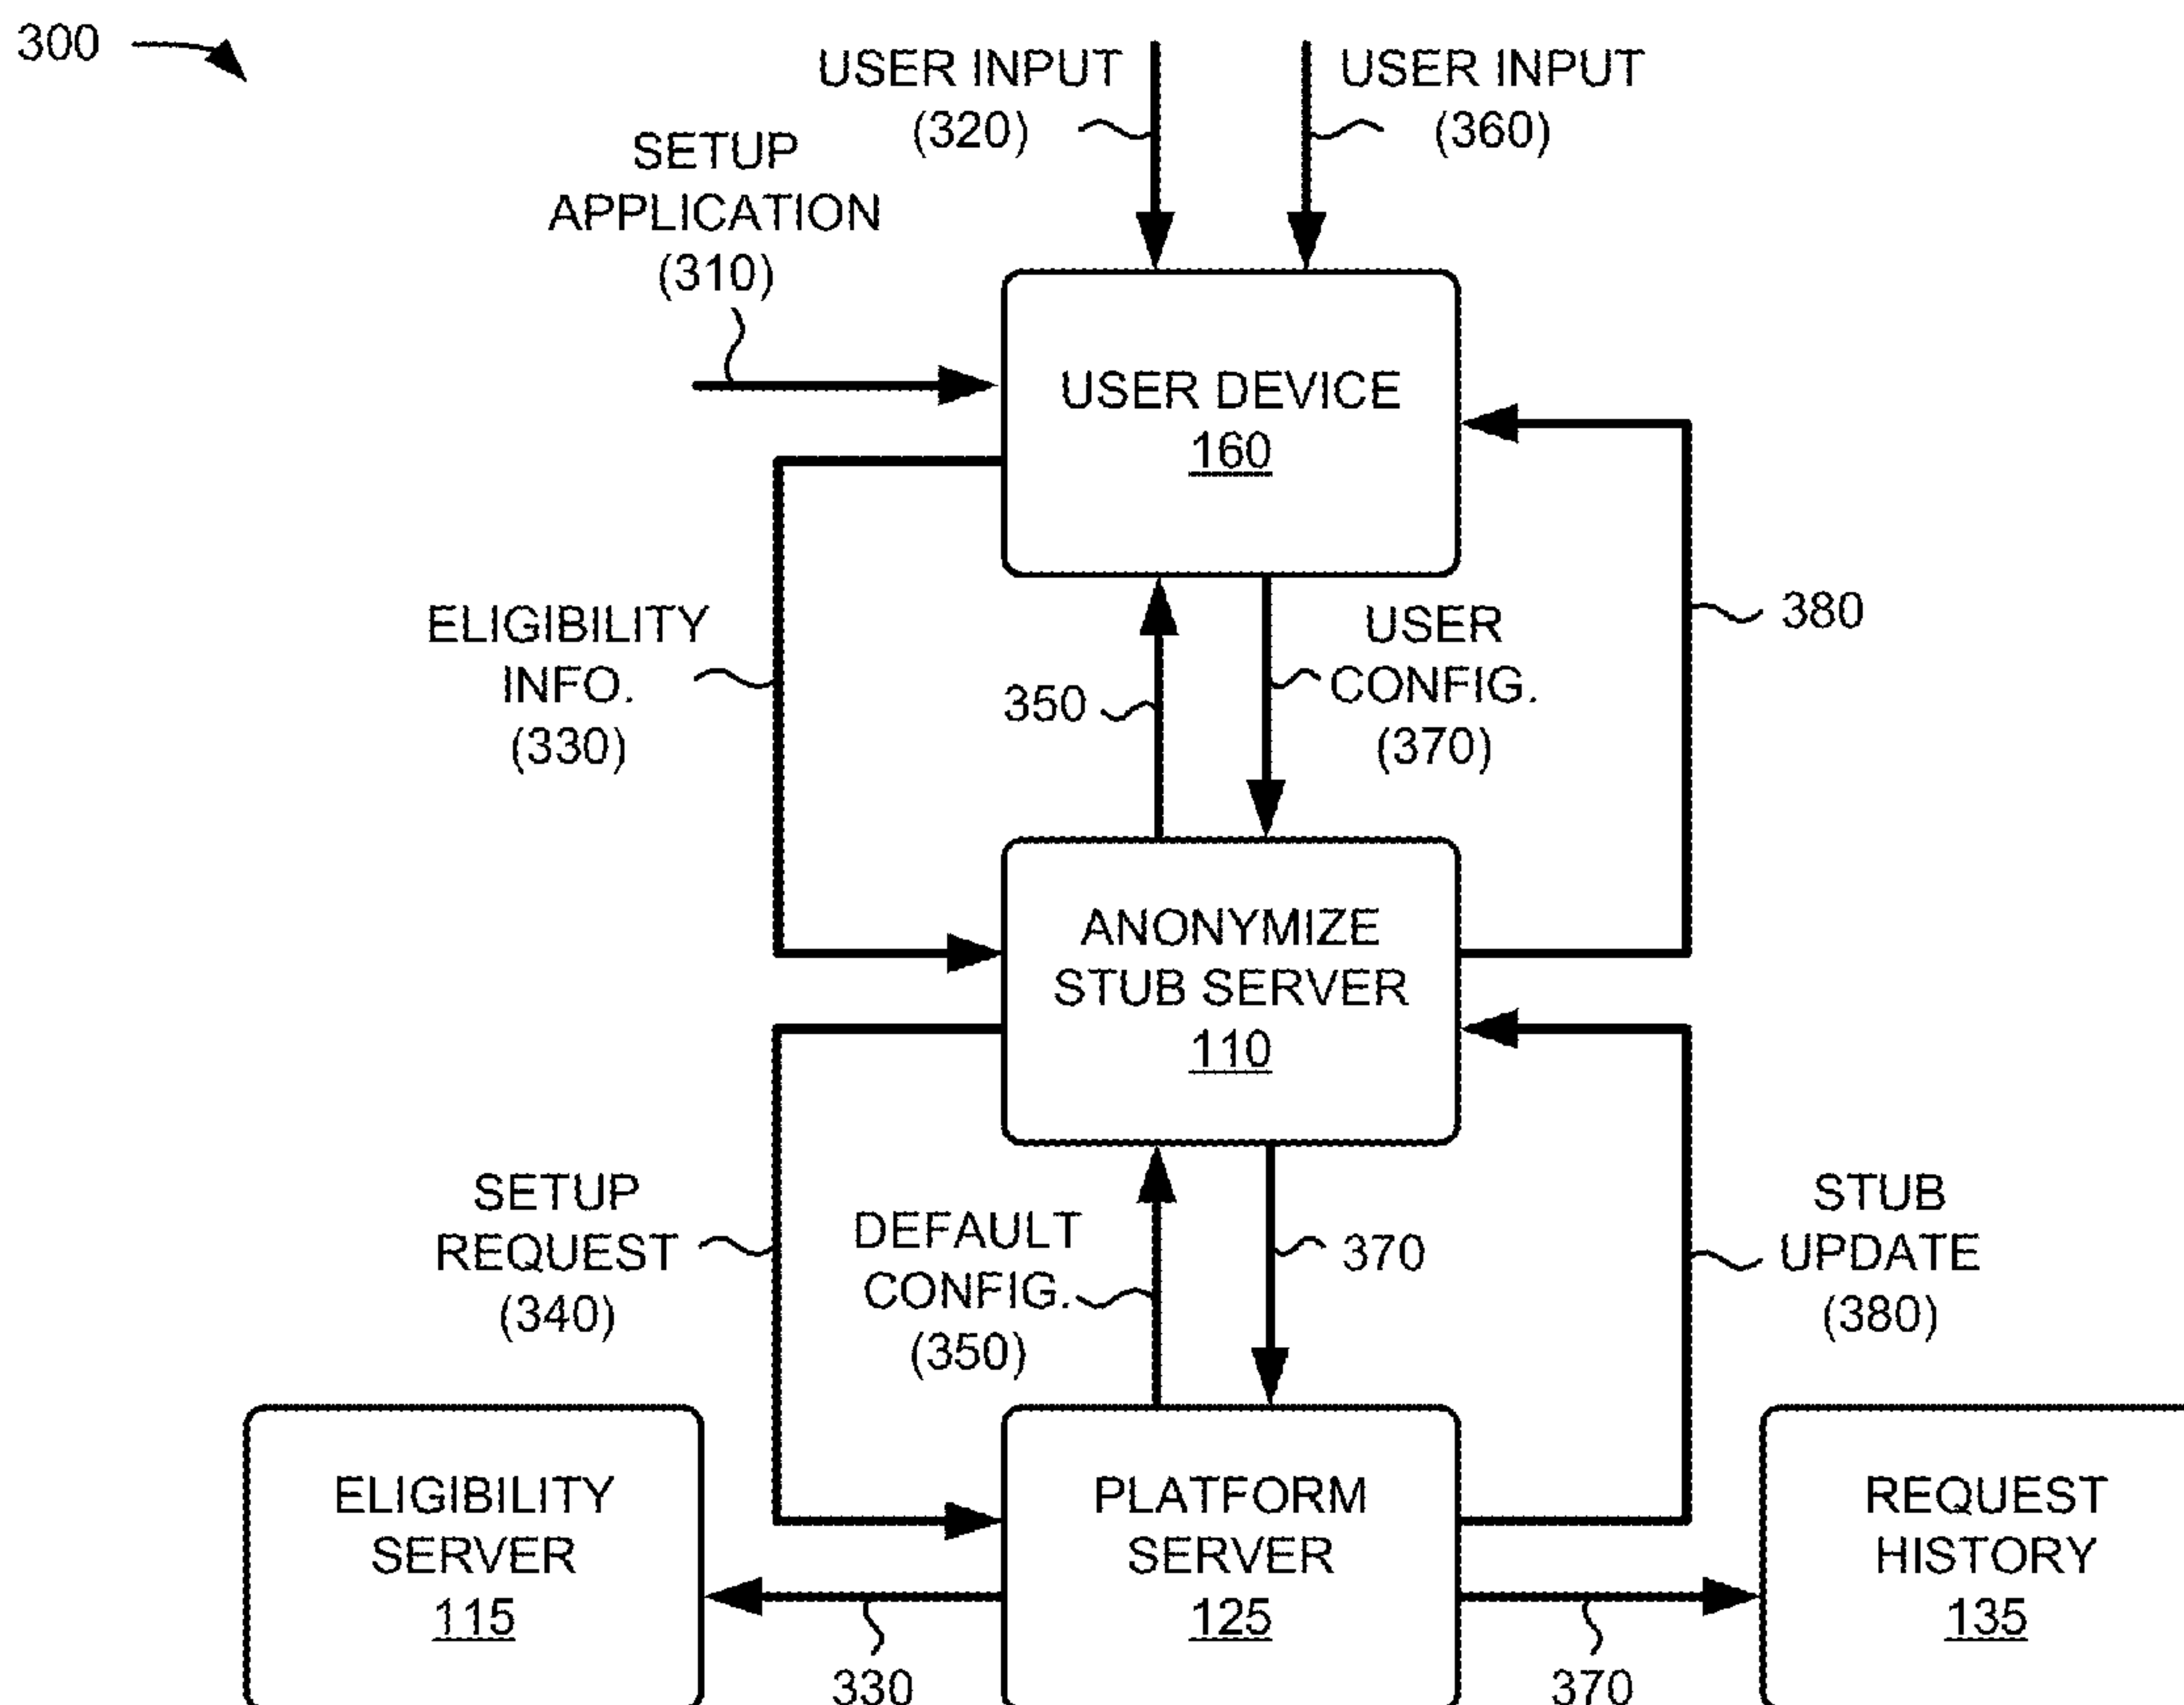 300
USER INPUT
(320)
USER INPUT
(360)
SETUP
APPLICATION
(310)
USER DEVICE
160
ELIGIBILITY
INFO.
(330)
350
USER
CONFIG.
(370)
380
ANONYMIZE
STUB SERVER
110
SETUP
REQUEST
(340)
DEFAULT
CONFIG.
(350)
370
STUB
UPDATE
(380)
ELIGIBILITY
SERVER
115
PLATFORM
SERVER
125
REQUEST
HISTORY
135
330
370